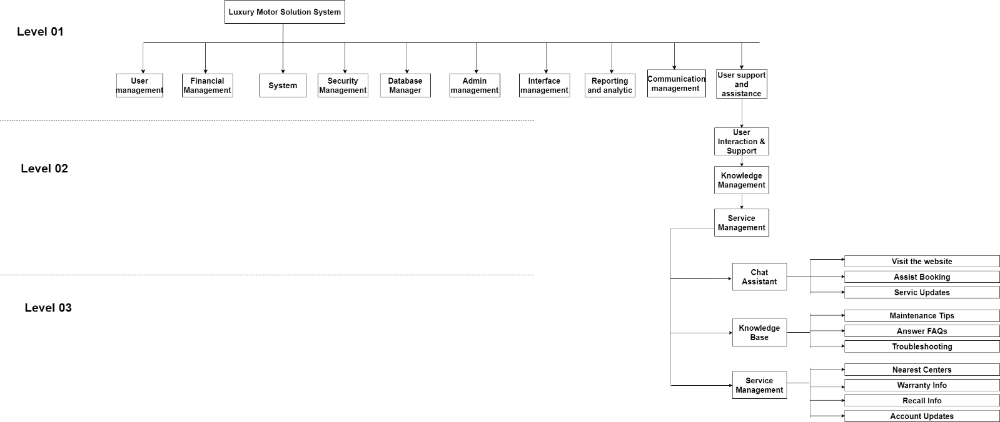 Luxury Motor Solution System
Level 01
User
management
Financial
Management
System
Security
Management
Database
Manager
Admin
management
Interface
management
Reporting
and analytic
Communication
management
User support
and
assistance
User
Interaction &
Support
Level 02
Knowledge
Management
Service
Management
Chat
Assistant
Visit the website
Assist Booking
Servic Updates
Level 03
Knowledge
Base
Maintenance Tips
Answer FAQs
Troubleshooting
Service
Management
Nearest Centers
Warranty Info
Recall Info
Account Updates